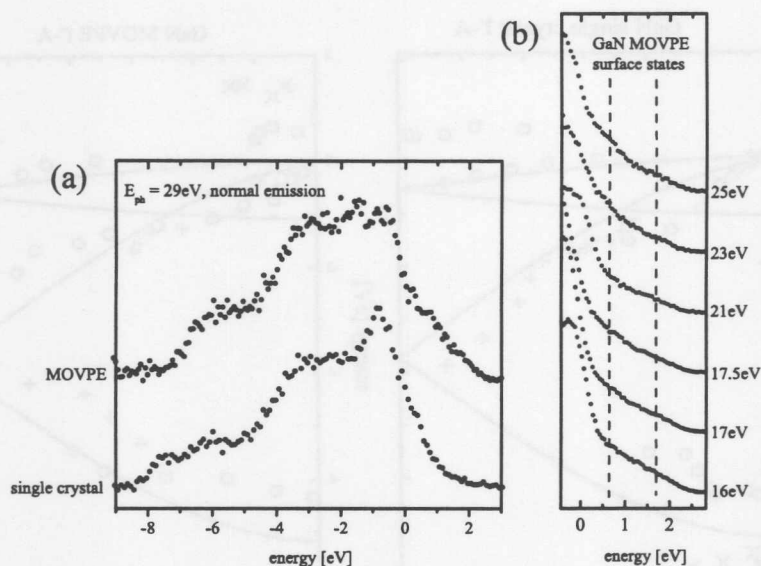 (a)
E_ph = 29eV, normal emission
MOVPE
single crystal
-8 -6 -4 -2 0 2
energy [eV]
(b)
GaN MOVPE
surface states
25eV
23eV
21eV
17.5eV
17eV
16eV
0 1 2
energy [eV]